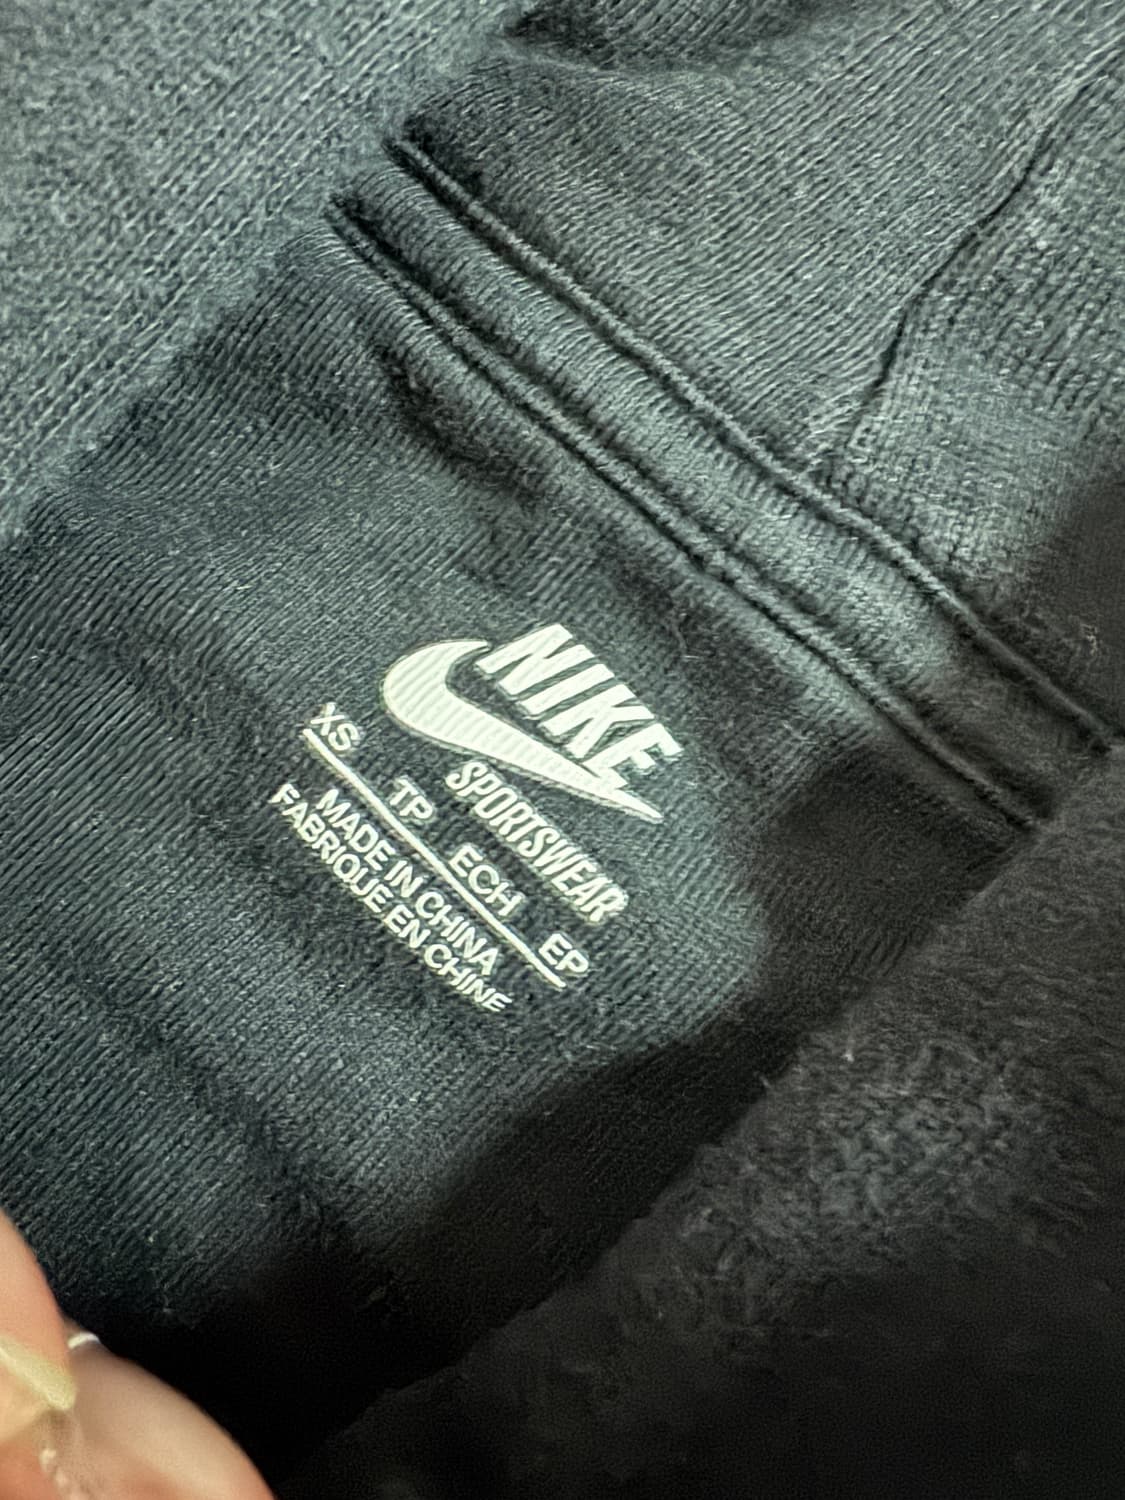 NIKE
SPORTSWEAR
XS TP ECH EP
MADE IN CHINA
FABRIQUE EN CHINE